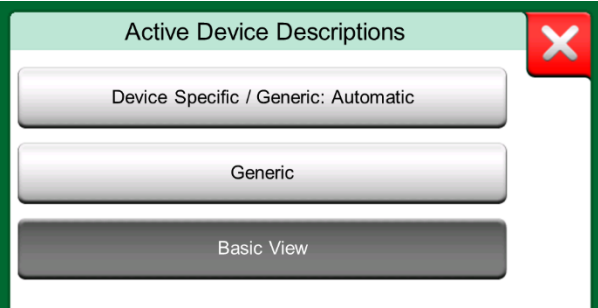 Active Device Descriptions
Device Specific / Generic: Automatic
Generic
Basic View